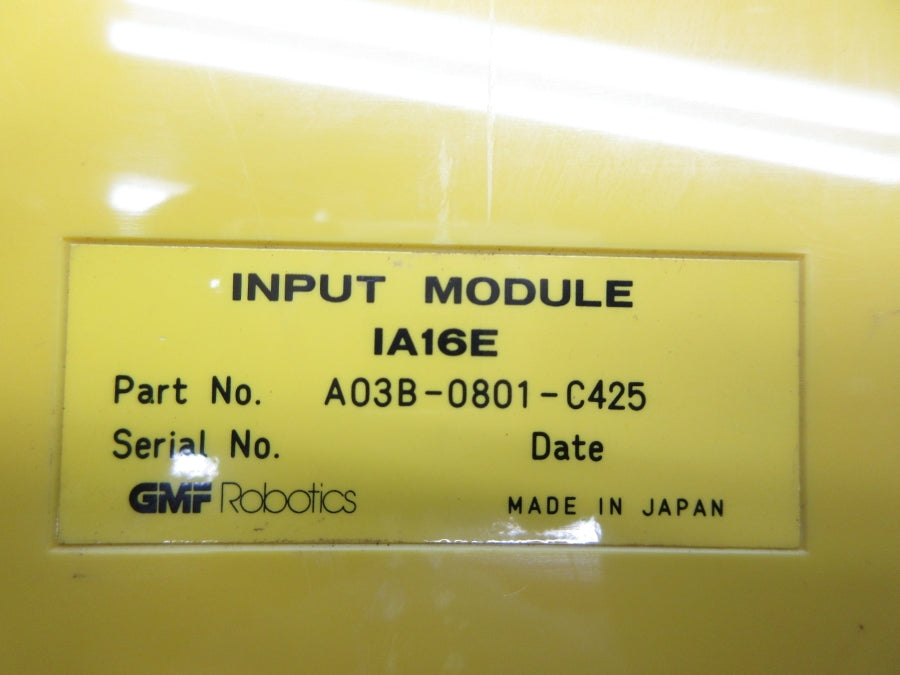 INPUT MODULE
IA16E
Part No. A03B-0801-C425
Serial No. Date
GMF Robotics MADE IN JAPAN